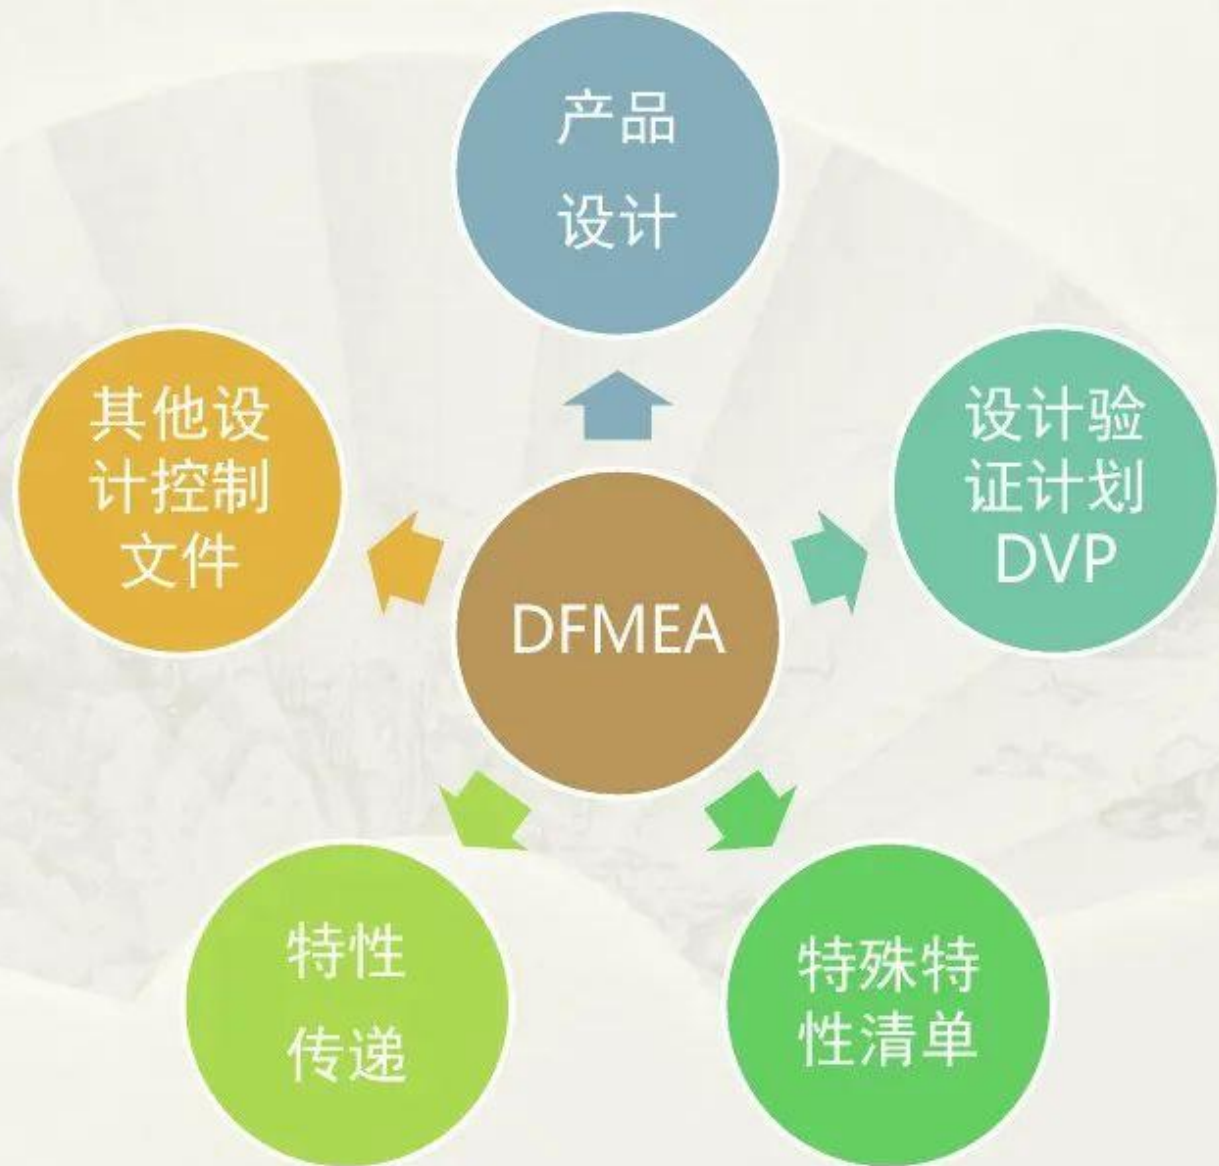 产品
设计
其他设
计控制
文件
设计验
证计划
DVP
DFMEA
特性
传递
特殊特
性清单